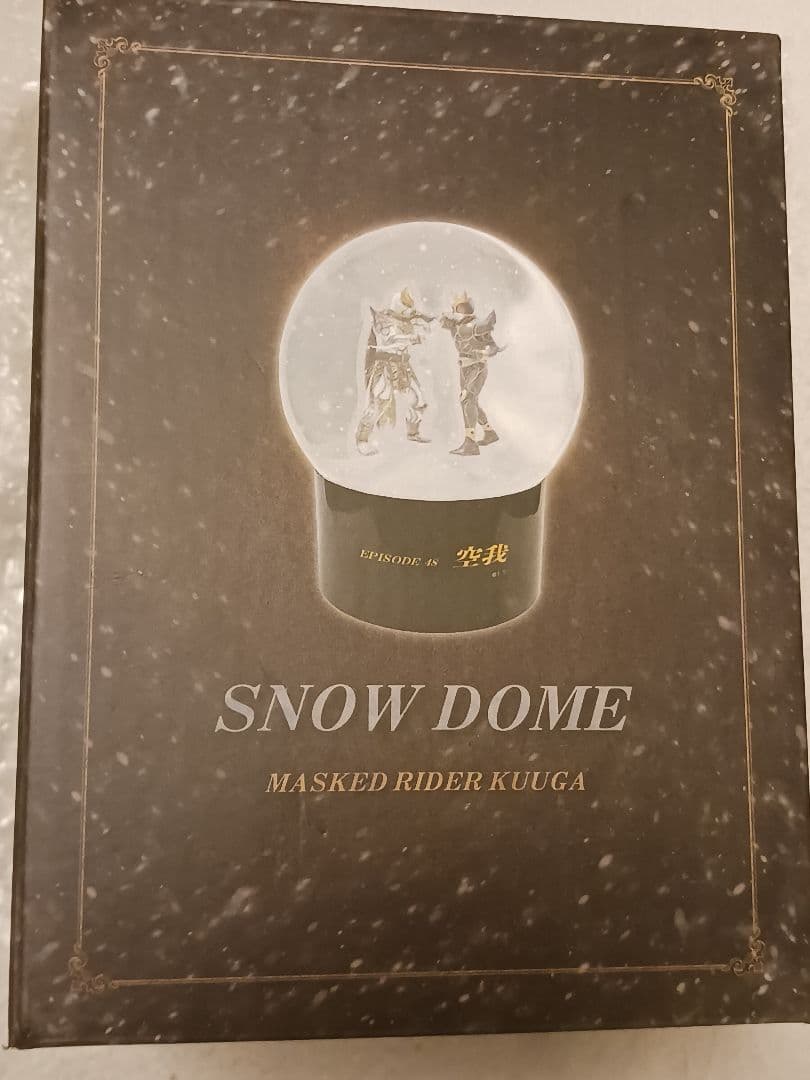 EPISODE 48 空我
SNOW DOME
MASKED RIDER KUUGA